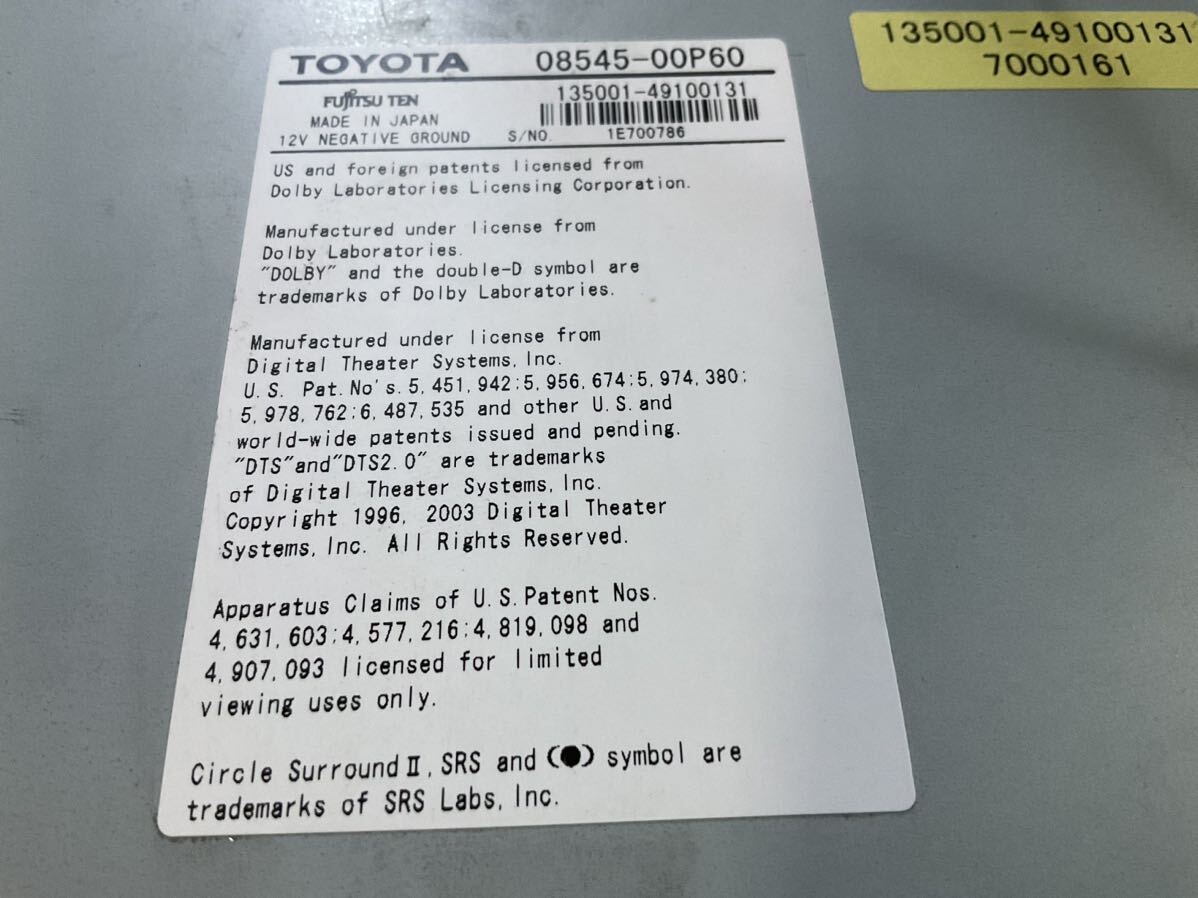 TOYOTA 08545-00P60
FUJITSU TEN 135001-49100131
MADE IN JAPAN
12V NEGATIVE GROUND S/NO. 1E700786
US and foreign patents licensed from
Dolby Laboratories Licensing Corporation.
Manufactured under license from
Dolby Laboratories.
"DOLBY" and the double-D symbol are
trademarks of Dolby Laboratories.
Manufactured under license from
Digital Theater Systems, Inc.
U.S. Pat.No's.5,451,942;5,956,674;5,974,380;
5,978,762;6,487,535 and other U.S.and
world-wide patents issued and pending.
"DTS"and"DTS2.0" are trademarks
of Digital Theater Systems, Inc.
Copyright 1996, 2003 Digital Theater
Systems, Inc. All Rights Reserved.
Apparatus Claims of U.S.Patent Nos.
4,631,603;4,577,216;4,819,098 and
4,907,093 licensed for limited
viewing uses only.
Circle SurroundⅡ, SRS and (●) symbol are
trademarks of SRS Labs, Inc.
135001-49100131
7000161